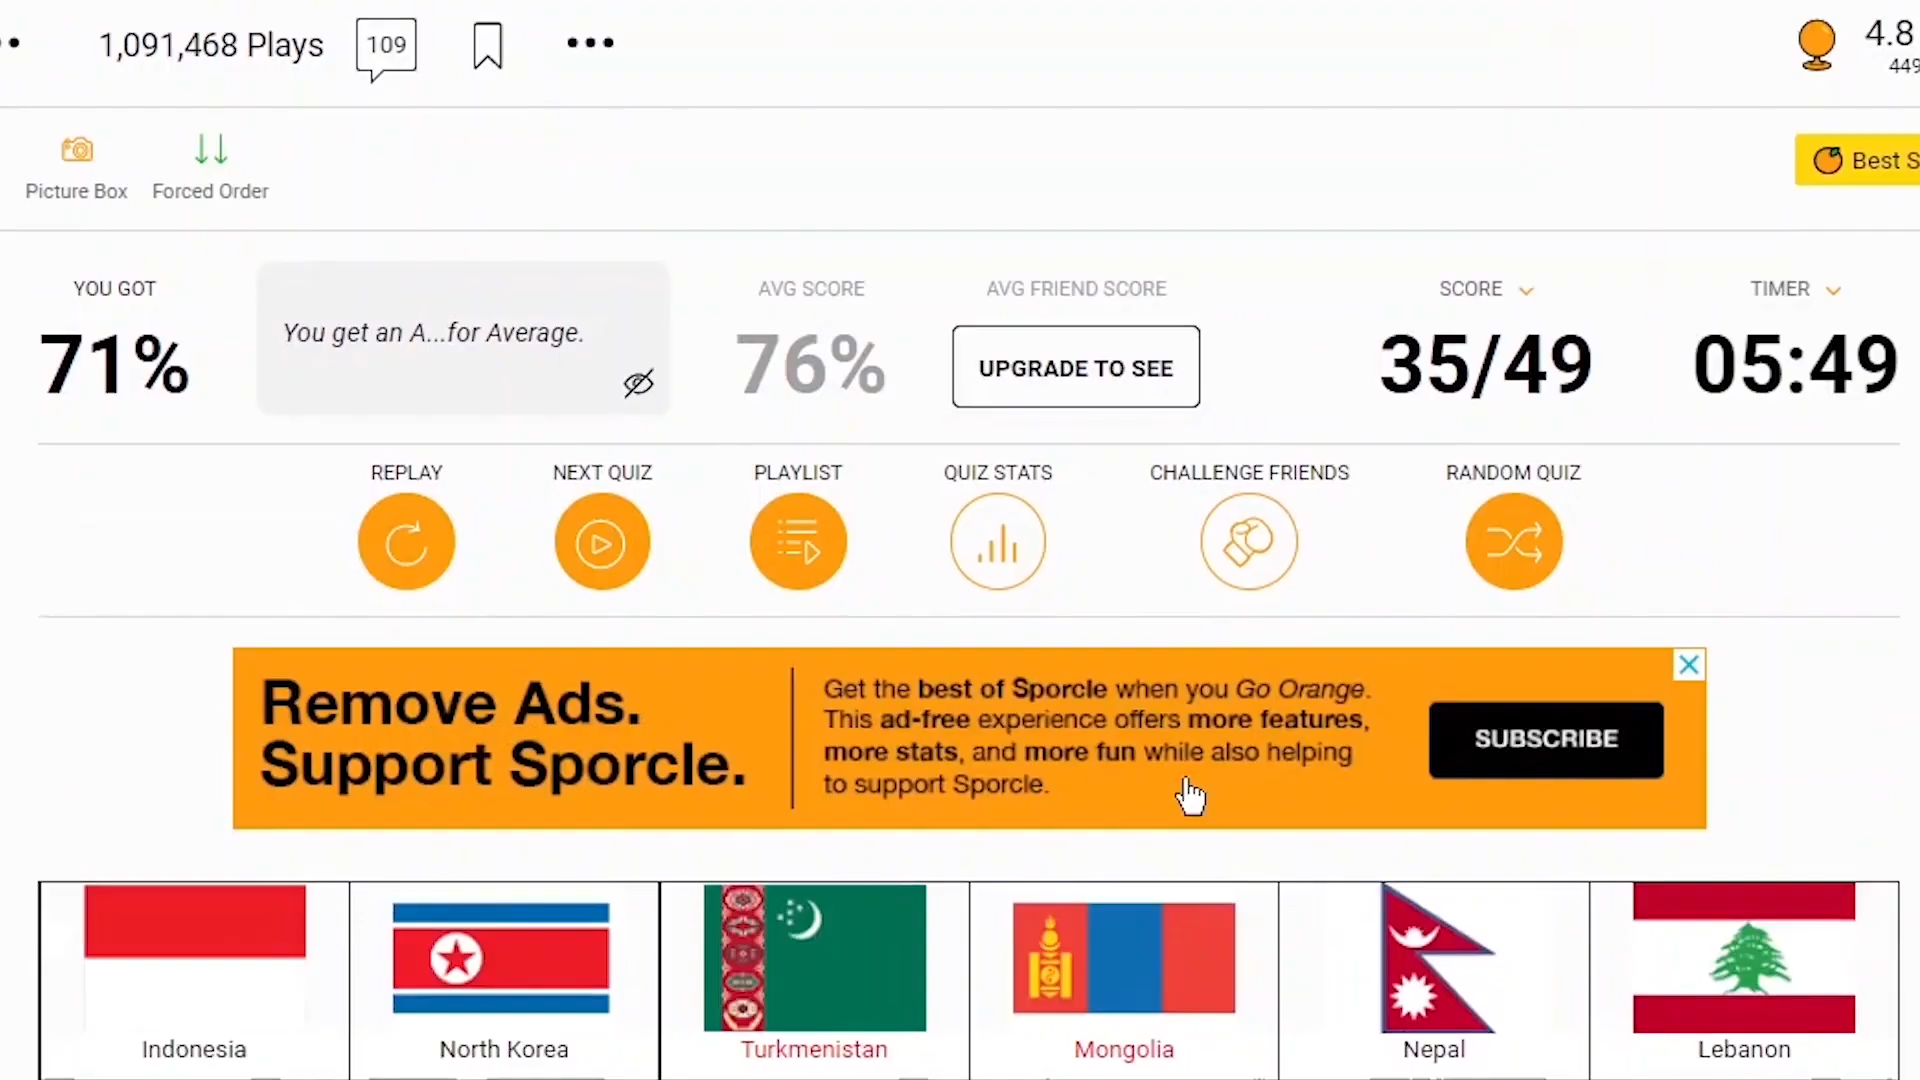 1,091,468 Plays
109
4.8
449
Picture Box
Forced Order
Best S
YOU GOT
71%
You get an A...for Average.
AVG SCORE
76%
AVG FRIEND SCORE
UPGRADE TO SEE
SCORE
35/49
TIMER
05:49
REPLAY
NEXT QUIZ
PLAYLIST
QUIZ STATS
CHALLENGE FRIENDS
RANDOM QUIZ
Remove Ads.
Support Sporcle.
Get the best of Sporcle when you Go Orange.
This ad-free experience offers more features,
more stats, and more fun while also helping
to support Sporcle.
SUBSCRIBE
Indonesia
North Korea
Turkmenistan
Mongolia
Nepal
Lebanon